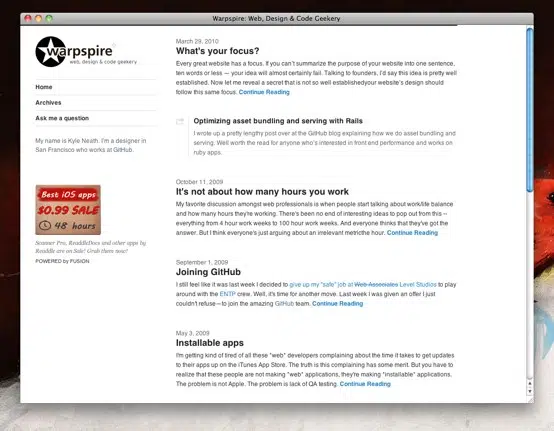 Warpspire: Web, Design & Code Geekery
warpspire
web, design & code geekery
Home
Archives
Ask me a question
My name is Kyle Neath. I'm a designer in
San Francisco who works at GitHub.
Best iOS apps
$0.99 SALE
48 hours
Scanner Pro, ReaddleDocs and other apps by
Readdle are on Sale! Grab them now!
POWERED by FUSION
March 29, 2010
What's your focus?
Every great website has a focus. If you can't summarize the purpose of your website into one sentence,
ten words or less — your idea will almost certainly fail. Talking to founders, I'd say this is pretty well
established. Now let me reveal a secret that is not so well establishedyour website's design should
follow this same focus. Continue Reading
Optimizing asset bundling and serving with Rails
I wrote up a pretty lengthy post over at the GitHub blog explaining how we do asset bundling and
serving. Well worth the read for anyone who's interested in front end performance and works on
ruby apps.
October 11, 2009
It's not about how many hours you work
My favorite discussion amongst web professionals is when people start talking about work/life balance
and how many hours they're working. There's been no end of interesting ideas to pop out from this –
everything from 4 hour work weeks to 100 hour work weeks. And everyone thinks that they've got the
answer. But I think everyone's just arguing about an irrelevant metricthe hour. Continue Reading
September 1, 2009
Joining GitHub
I still feel like it was last week I decided to give up my "safe" job at Web Associates Level Studios to play
around with the ENTP crew. Well, it's time for another move. Last week I was given an offer I just
couldn't refuse—to join the amazing GitHub team. Continue Reading
May 3, 2009
Installable apps
I'm getting kind of tired of all these "web" developers complaining about the time it takes to get updates
to their apps up on the iTunes App Store. The truth is this complaining has some merit. But you have to
realize that these people are not making "web" applications, they're making "installable" applications.
The problem is not Apple. The problem is lack of QA testing. Continue Reading